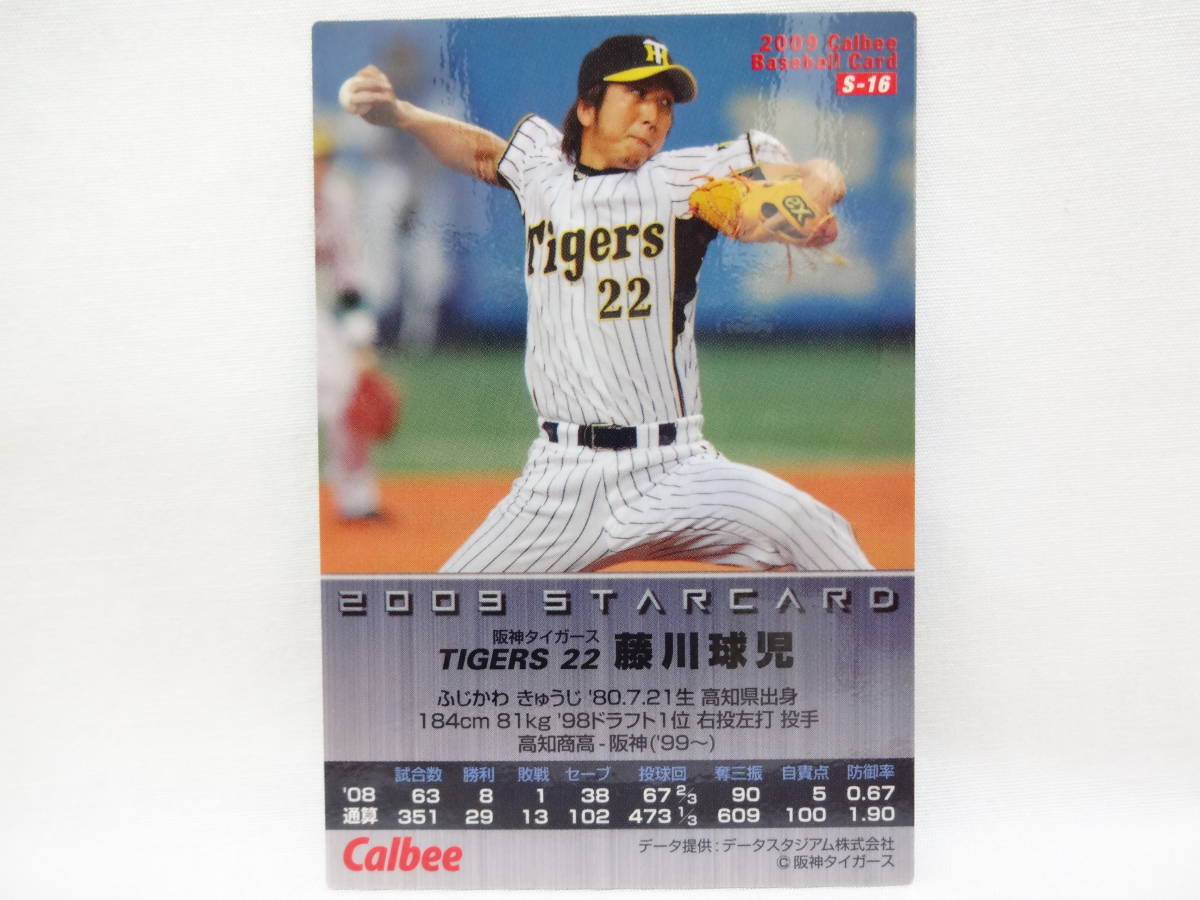 2009 Calbee
Baseball Card
S-16
Tigers
22
2009 STARCARD
阪神タイガース
TIGERS 22 藤川球児
ふじかわ きゅうじ '80.7.21生 高知県出身
184cm 81kg '98ドラフト1位 右投左打 投手
高知商高-阪神('99〜)
試合数 勝利 敗戦 セーブ 投球回 奪三振 自責点 防御率
'08 63 8 1 38 67 2/3 90 5 0.67
通算 351 29 13 102 473 1/3 609 100 1.90
Calbee
データ提供:データスタジアム株式会社
©阪神タイガース